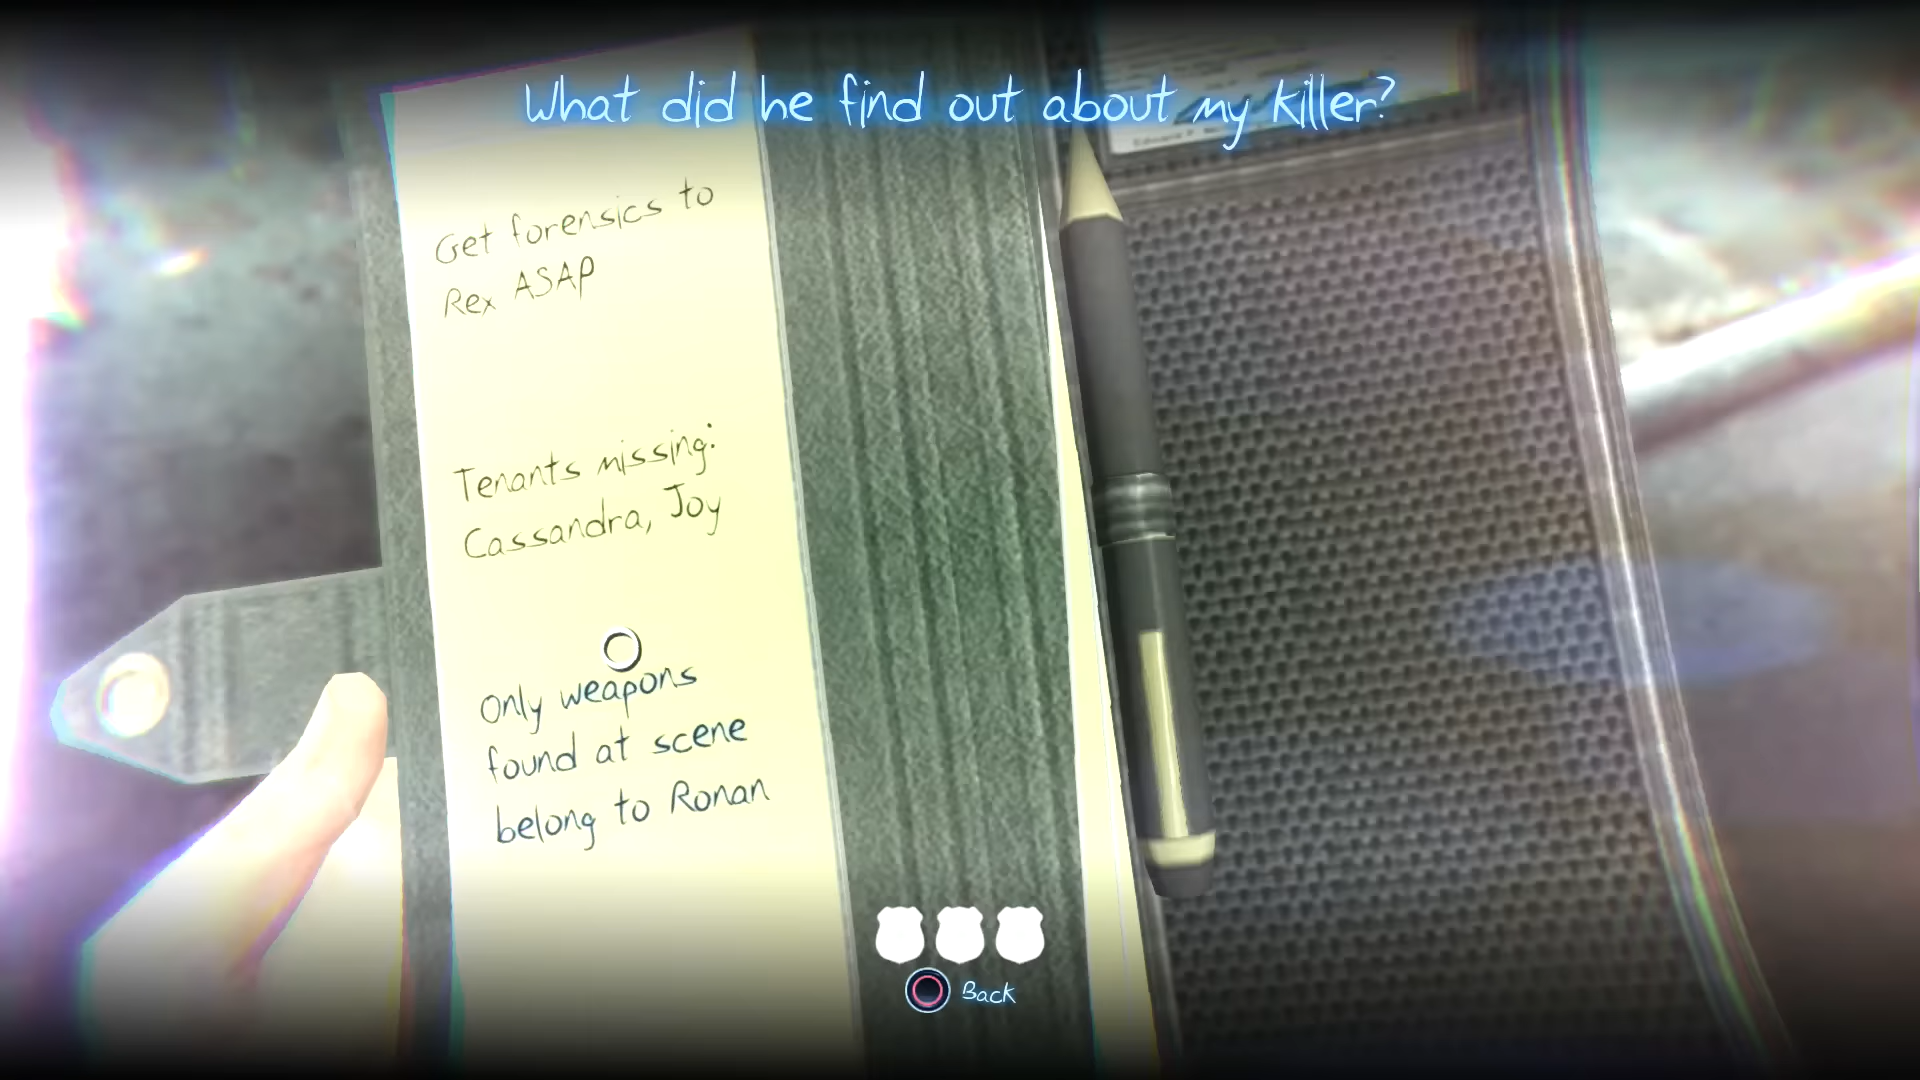 What did he find out about my killer?
Get forensics to
Rex ASAP
Tenants missing:
Cassandra, Joy
Only weapons
found at scene
belong to Ronan
Back